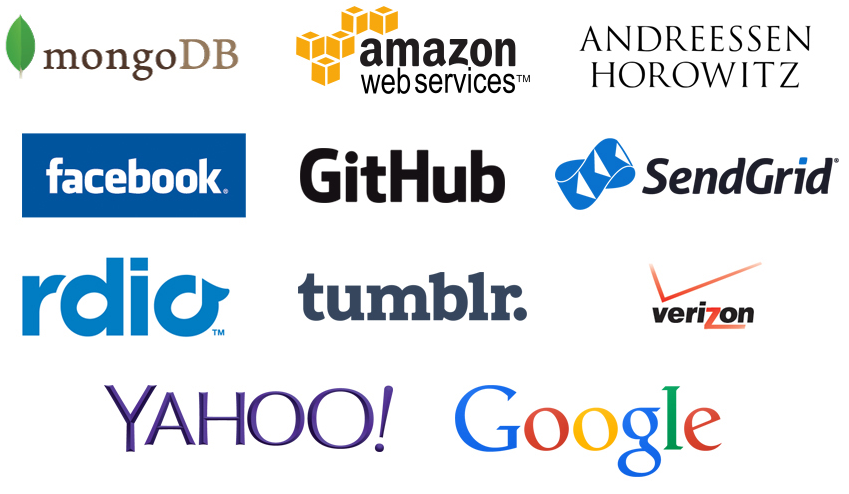 mongoDB
amazon
web services™
ANDREESSEN
HOROWITZ
facebook®
GitHub
SendGrid®
rdio™
tumblr.
verizon
YAHOO!
Google